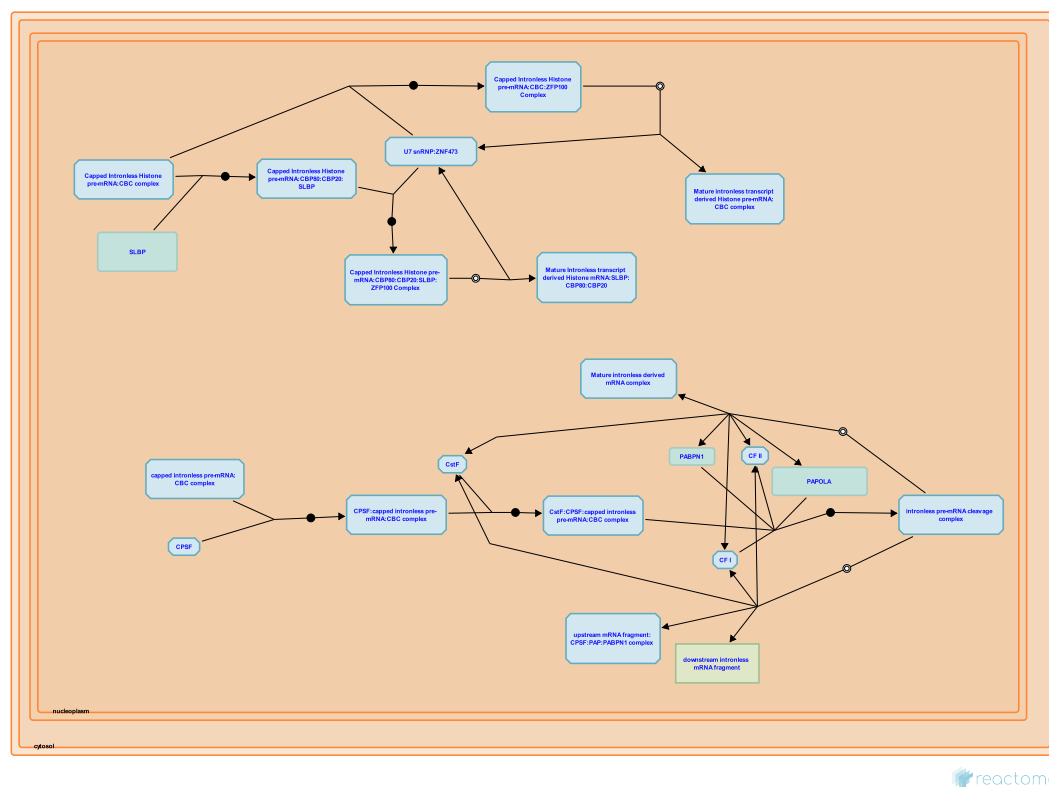 Capped Intronless Histone
pre-mRNA:CBC:ZFP100
Complex
U7 snRNP:ZNF473
Capped Intronless Histone
pre-mRNA:CBC complex
Capped Intronless Histone
pre-mRNA:CBP80:CBP20:
SLBP
Mature intronless transcript
derived Histone pre-mRNA:
CBC complex
SLBP
Capped Intronless Histone pre-
mRNA:CBP80:CBP20:SLBP:
ZFP100 Complex
Mature Intronless transcript
derived Histone mRNA:SLBP:
CBP80:CBP20
Mature intronless derived
mRNA complex
CstF
PABPN1
CF II
PAPOLA
capped intronless pre-mRNA:
CBC complex
CPSF:capped intronless pre-
mRNA:CBC complex
CstF:CPSF:capped intronless
pre-mRNA:CBC complex
intronless pre-mRNA cleavage
complex
CPSF
CF I
upstream mRNA fragment:
CPSF:PAP:PABPN1 complex
downstream intronless
mRNA fragment
nucleoplasm
cytosol
reactom